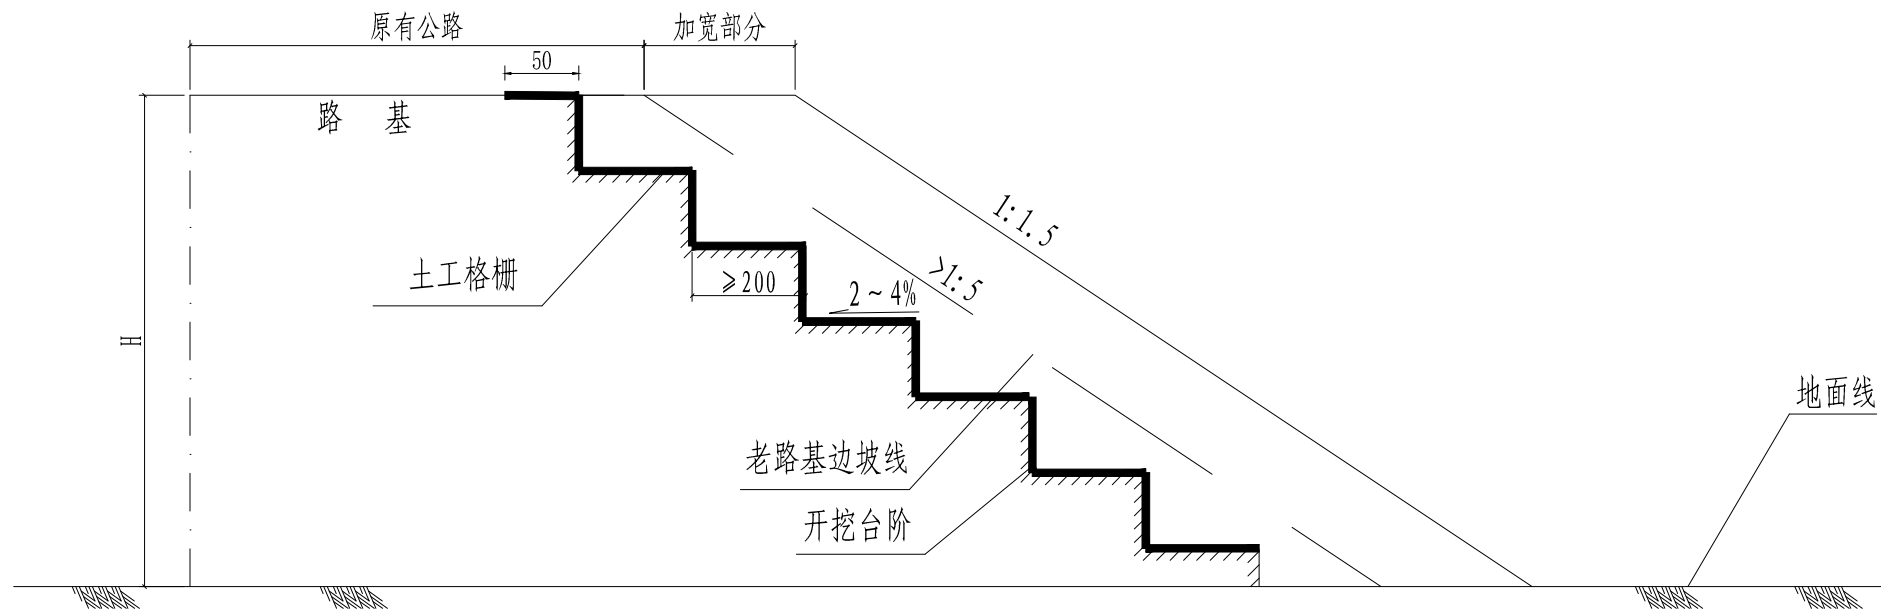 原有公路
加宽部分
50
路 基
1:1.5
土工格栅
≥200
>1:5
2~4%
H
地面线
老路基边坡线
开挖台阶